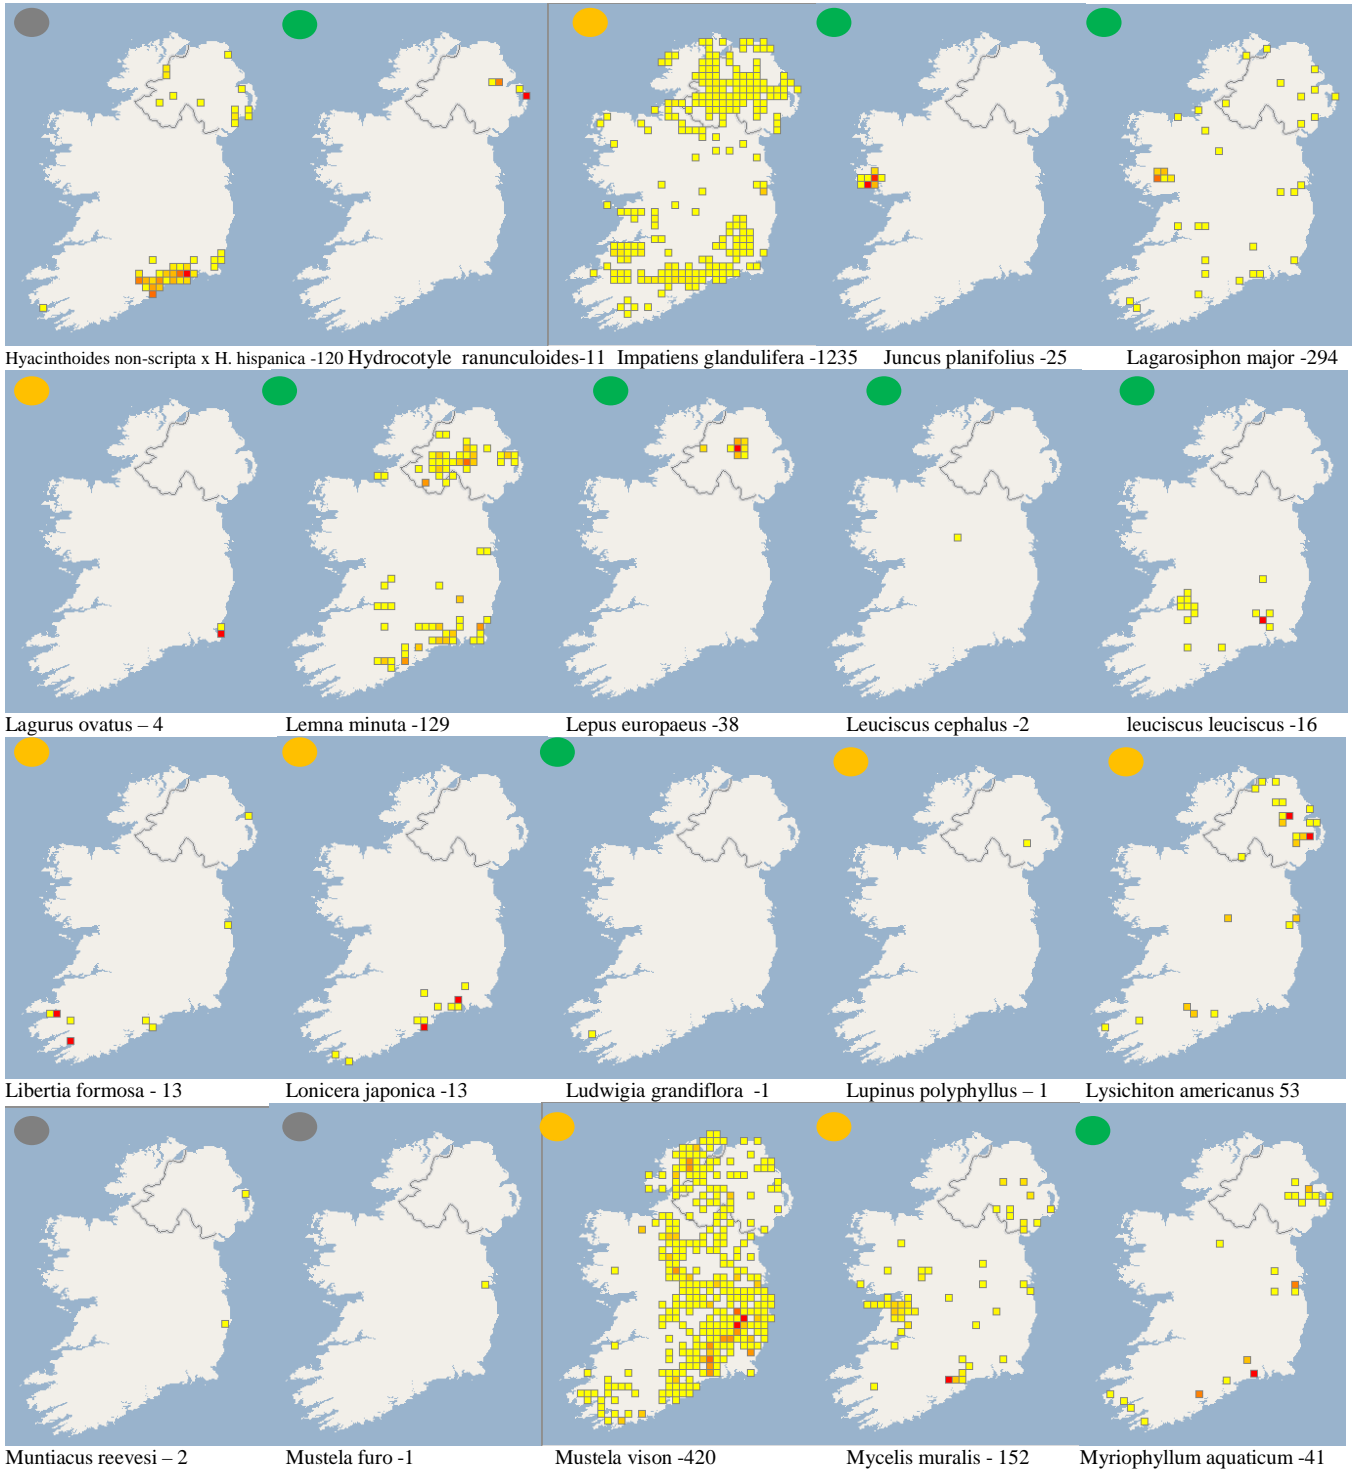 Hyacinthoides non-scripta x H. hispanica -120 Hydrocotyle ranunculoides-11 Impatiens glandulifera -1235 Juncus planifolius -25 Lagarosiphon major -294
Lagurus ovatus – 4 Lemna minuta -129 Lepus europaeus -38 Leuciscus cephalus -2 leuciscus leuciscus -16
Libertia formosa - 13 Lonicera japonica -13 Ludwigia grandiflora -1 Lupinus polyphyllus – 1 Lysichiton americanus 53
Muntiacus reevesi – 2 Mustela furo -1 Mustela vison -420 Mycelis muralis - 152 Myriophyllum aquaticum -41